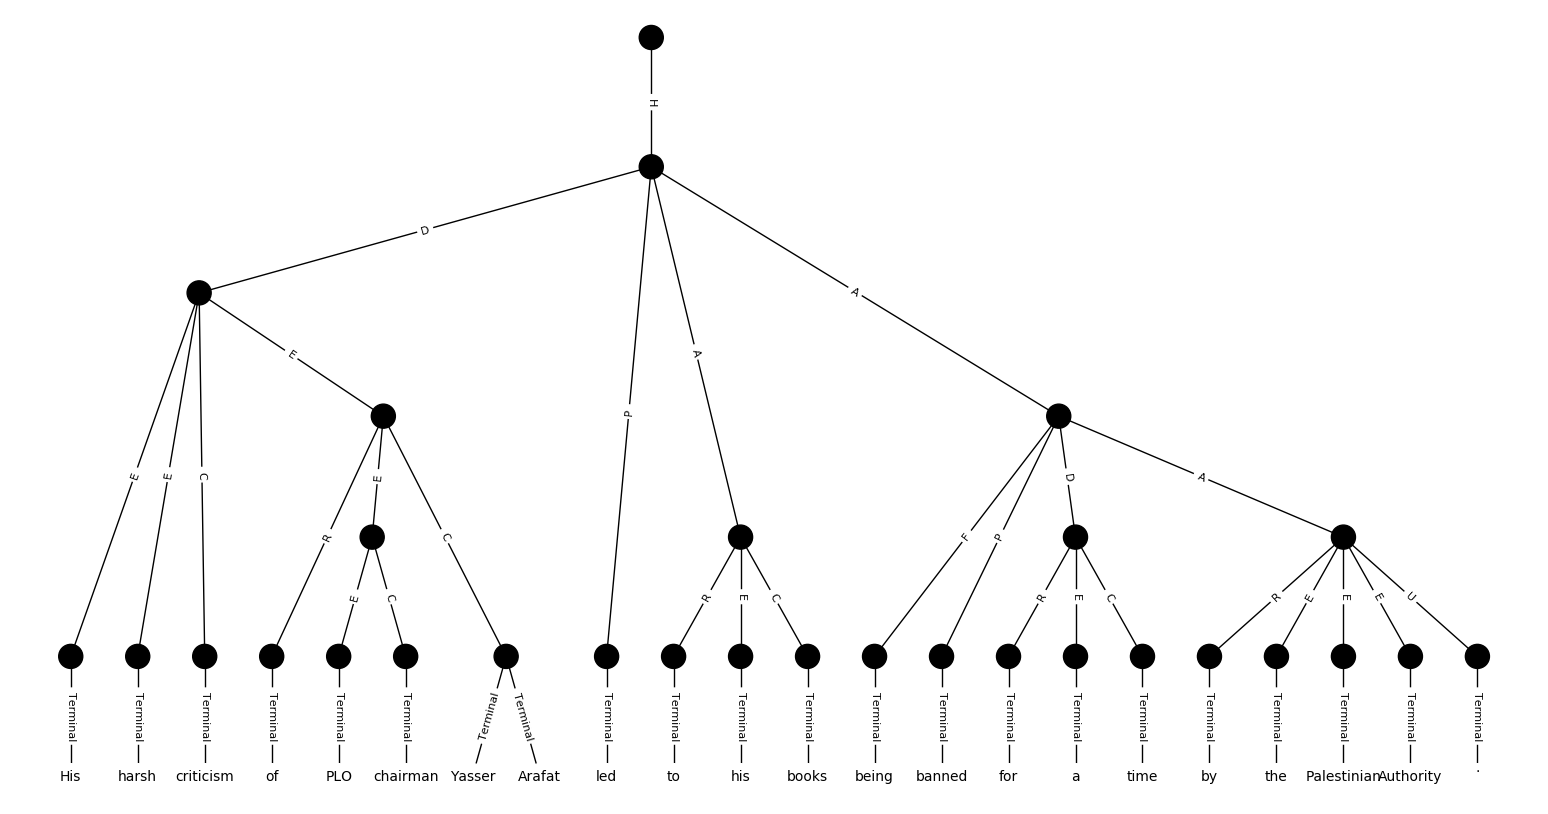 H
D
A
E
A
P
E
E
C
E
D
A
R
C
F
P
E
C
R
E
C
R
E
C
R
E
E
E
U
Terminal Terminal Terminal Terminal Terminal Terminal Terminal Terminal Terminal Terminal Terminal Terminal Terminal Terminal Terminal Terminal Terminal Terminal Terminal Terminal Terminal Terminal
His harsh criticism of PLO chairman Yasser Arafat led to his books being banned for a time by the Palestinian Authority .